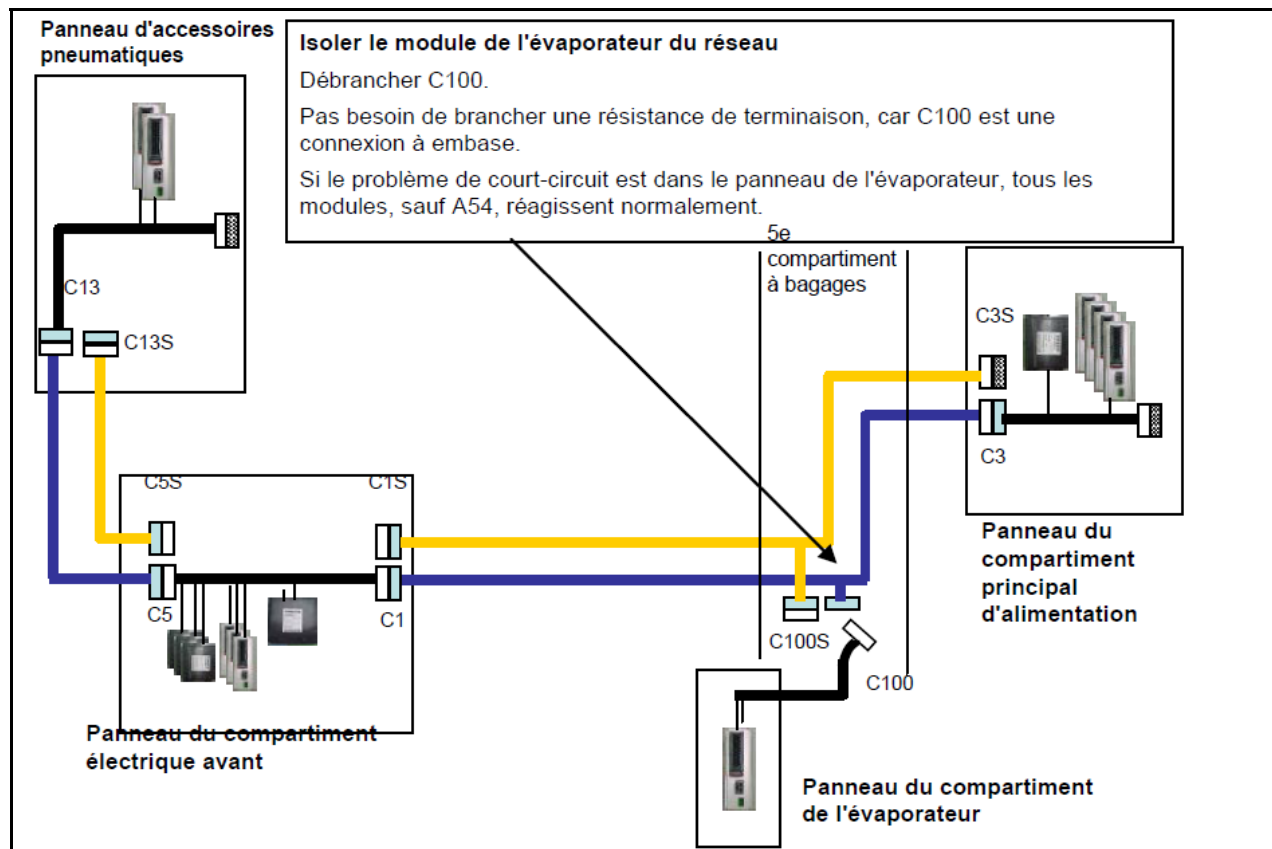 Panneau d'accessoires
pneumatiques
Isoler le module de l'évaporateur du réseau
Débrancher C100.
Pas besoin de brancher une résistance de terminaison, car C100 est une
connexion à embase.
Si le problème de court-circuit est dans le panneau de l'évaporateur, tous les
modules, sauf A54, réagissent normalement.
5e
compartiment
à bagages
C13
C13S
C3S
C3
C5S
C1S
C5
C1
C100S
C100
Panneau du
compartiment
principal
d'alimentation
Panneau du compartiment
électrique avant
Panneau du compartiment
de l'évaporateur